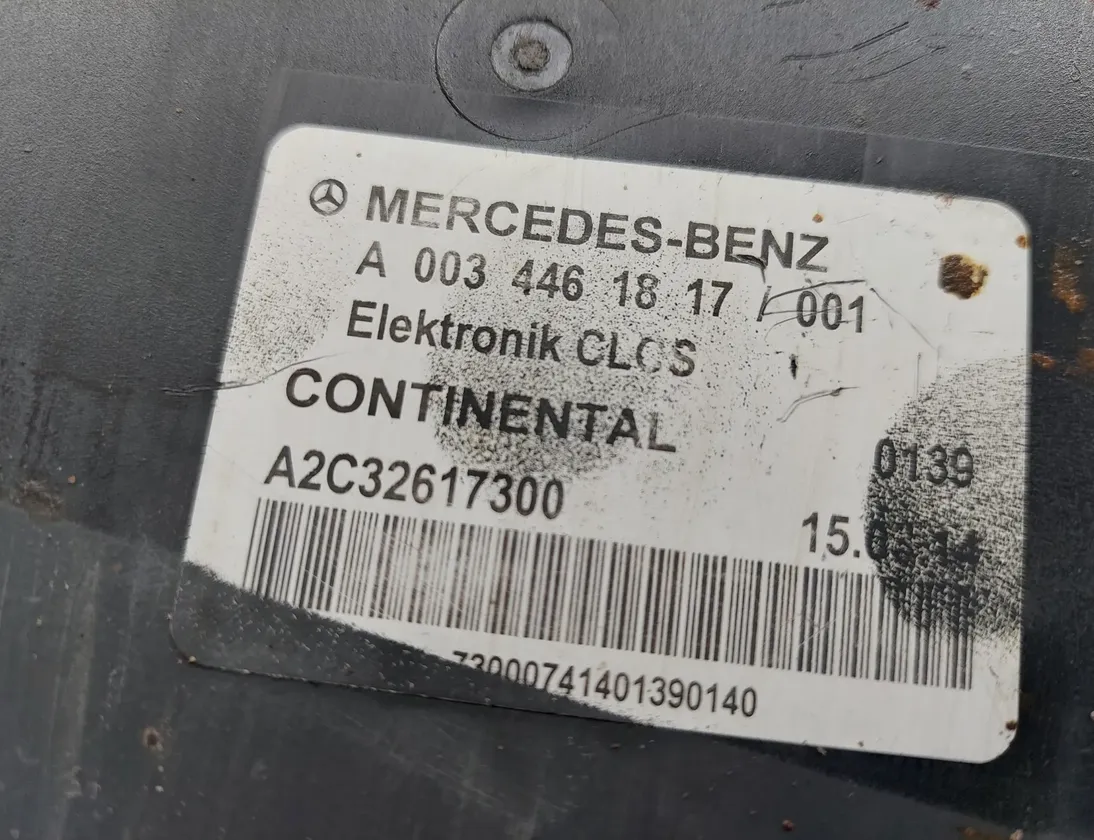 MERCEDES-BENZ
A 003 446 18 17 / 001
Elektronik CLCS
CONTINENTAL
0139
A2C32617300
73000741401390140